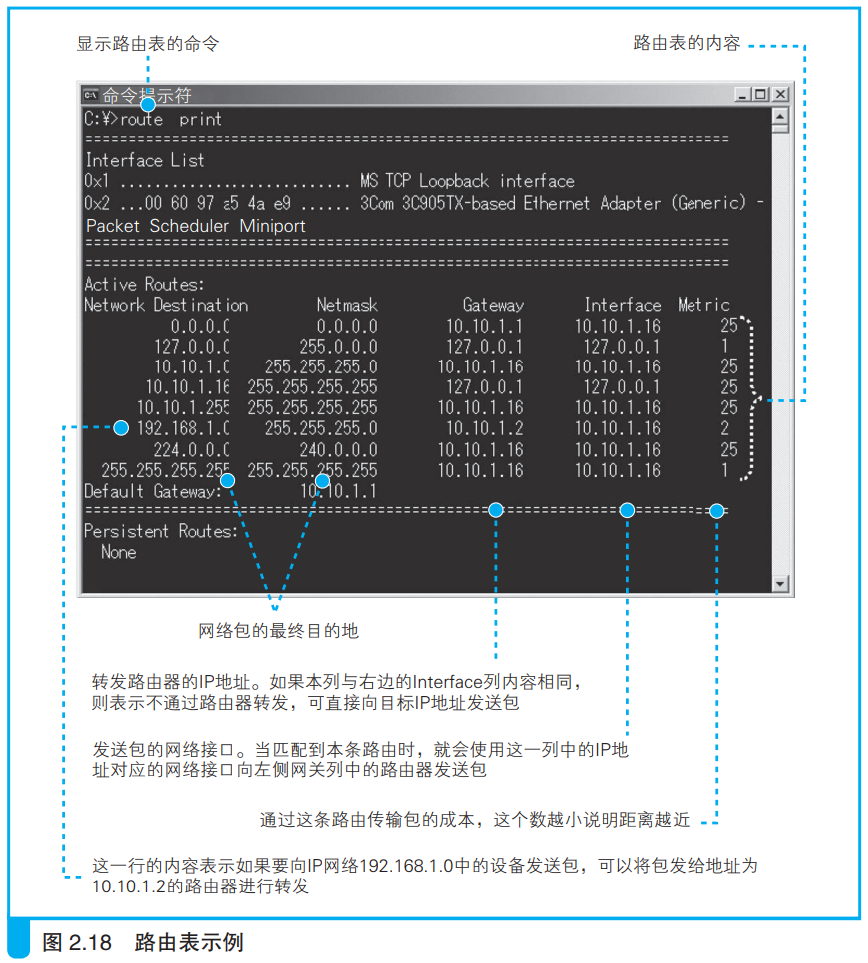 显示路由表的命令
路由表的内容
命令提示符
C:¥>route print
Interface List
0x1 ........................... MS TCP Loopback interface
0x2 ...00 60 97 a5 4a e9 ...... 3Com 3C905TX-based Ethernet Adapter (Generic) -
Packet Scheduler Miniport
Active Routes:
Network Destination Netmask Gateway Interface Metric
0.0.0.0 0.0.0.0 10.10.1.1 10.10.1.16 25
127.0.0.0 255.0.0.0 127.0.0.1 127.0.0.1 1
10.10.1.0 255.255.255.0 10.10.1.16 10.10.1.16 25
10.10.1.16 255.255.255.255 127.0.0.1 127.0.0.1 25
10.10.1.255 255.255.255.255 10.10.1.16 10.10.1.16 25
192.168.1.0 255.255.255.0 10.10.1.2 10.10.1.16 2
224.0.0.0 240.0.0.0 10.10.1.16 10.10.1.16 25
255.255.255.255 255.255.255.255 10.10.1.16 10.10.1.16 1
Default Gateway: 10.10.1.1
Persistent Routes:
None
网络包的最终目的地
转发路由器的IP地址。如果本列与右边的Interface列内容相同，
则表示不通过路由器转发，可直接向目标IP地址发送包
发送包的网络接口。当匹配到本条路由时，就会使用这一列中的IP地
址对应的网络接口向左侧网关列中的路由器发送包
通过这条路由传输包的成本，这个数越小说明距离越近
这一行的内容表示如果要向IP网络192.168.1.0中的设备发送包，可以将包发给地址为
10.10.1.2的路由器进行转发
图 2.18 路由表示例